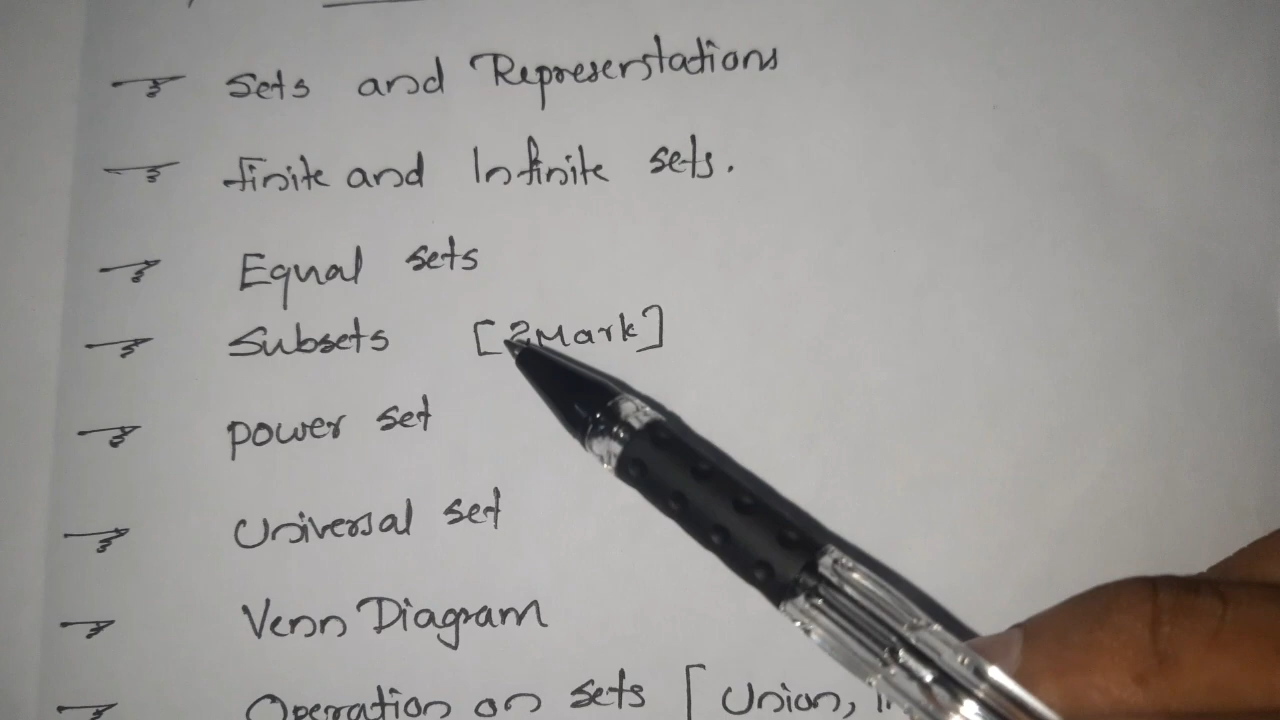 Sets and Representations
finite and Infinite sets.
Equal sets
Subsets [2Mark]
power set
Universal set
Venn Diagram
Operation on sets [Union,